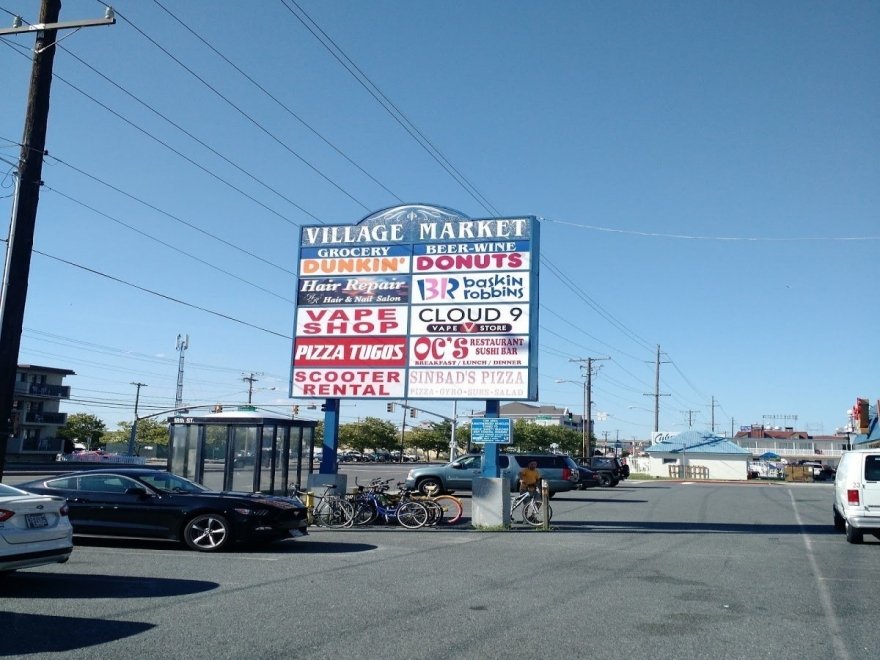 VILLAGE MARKET
GROCERY BEER-WINE
DUNKIN' DONUTS
Hair Repair
HR Hair & Nail Salon
BR baskin robbins
VAPE SHOP
CLOUD 9
VAPE STORE
PIZZA TUGOS
OC'S RESTAURANT
SUSHI BAR
BREAKFAST / LUNCH / DINNER
SCOOTER RENTAL
SINBAD'S PIZZA
PIZZA-GYRO-SUBS-SALAD
33